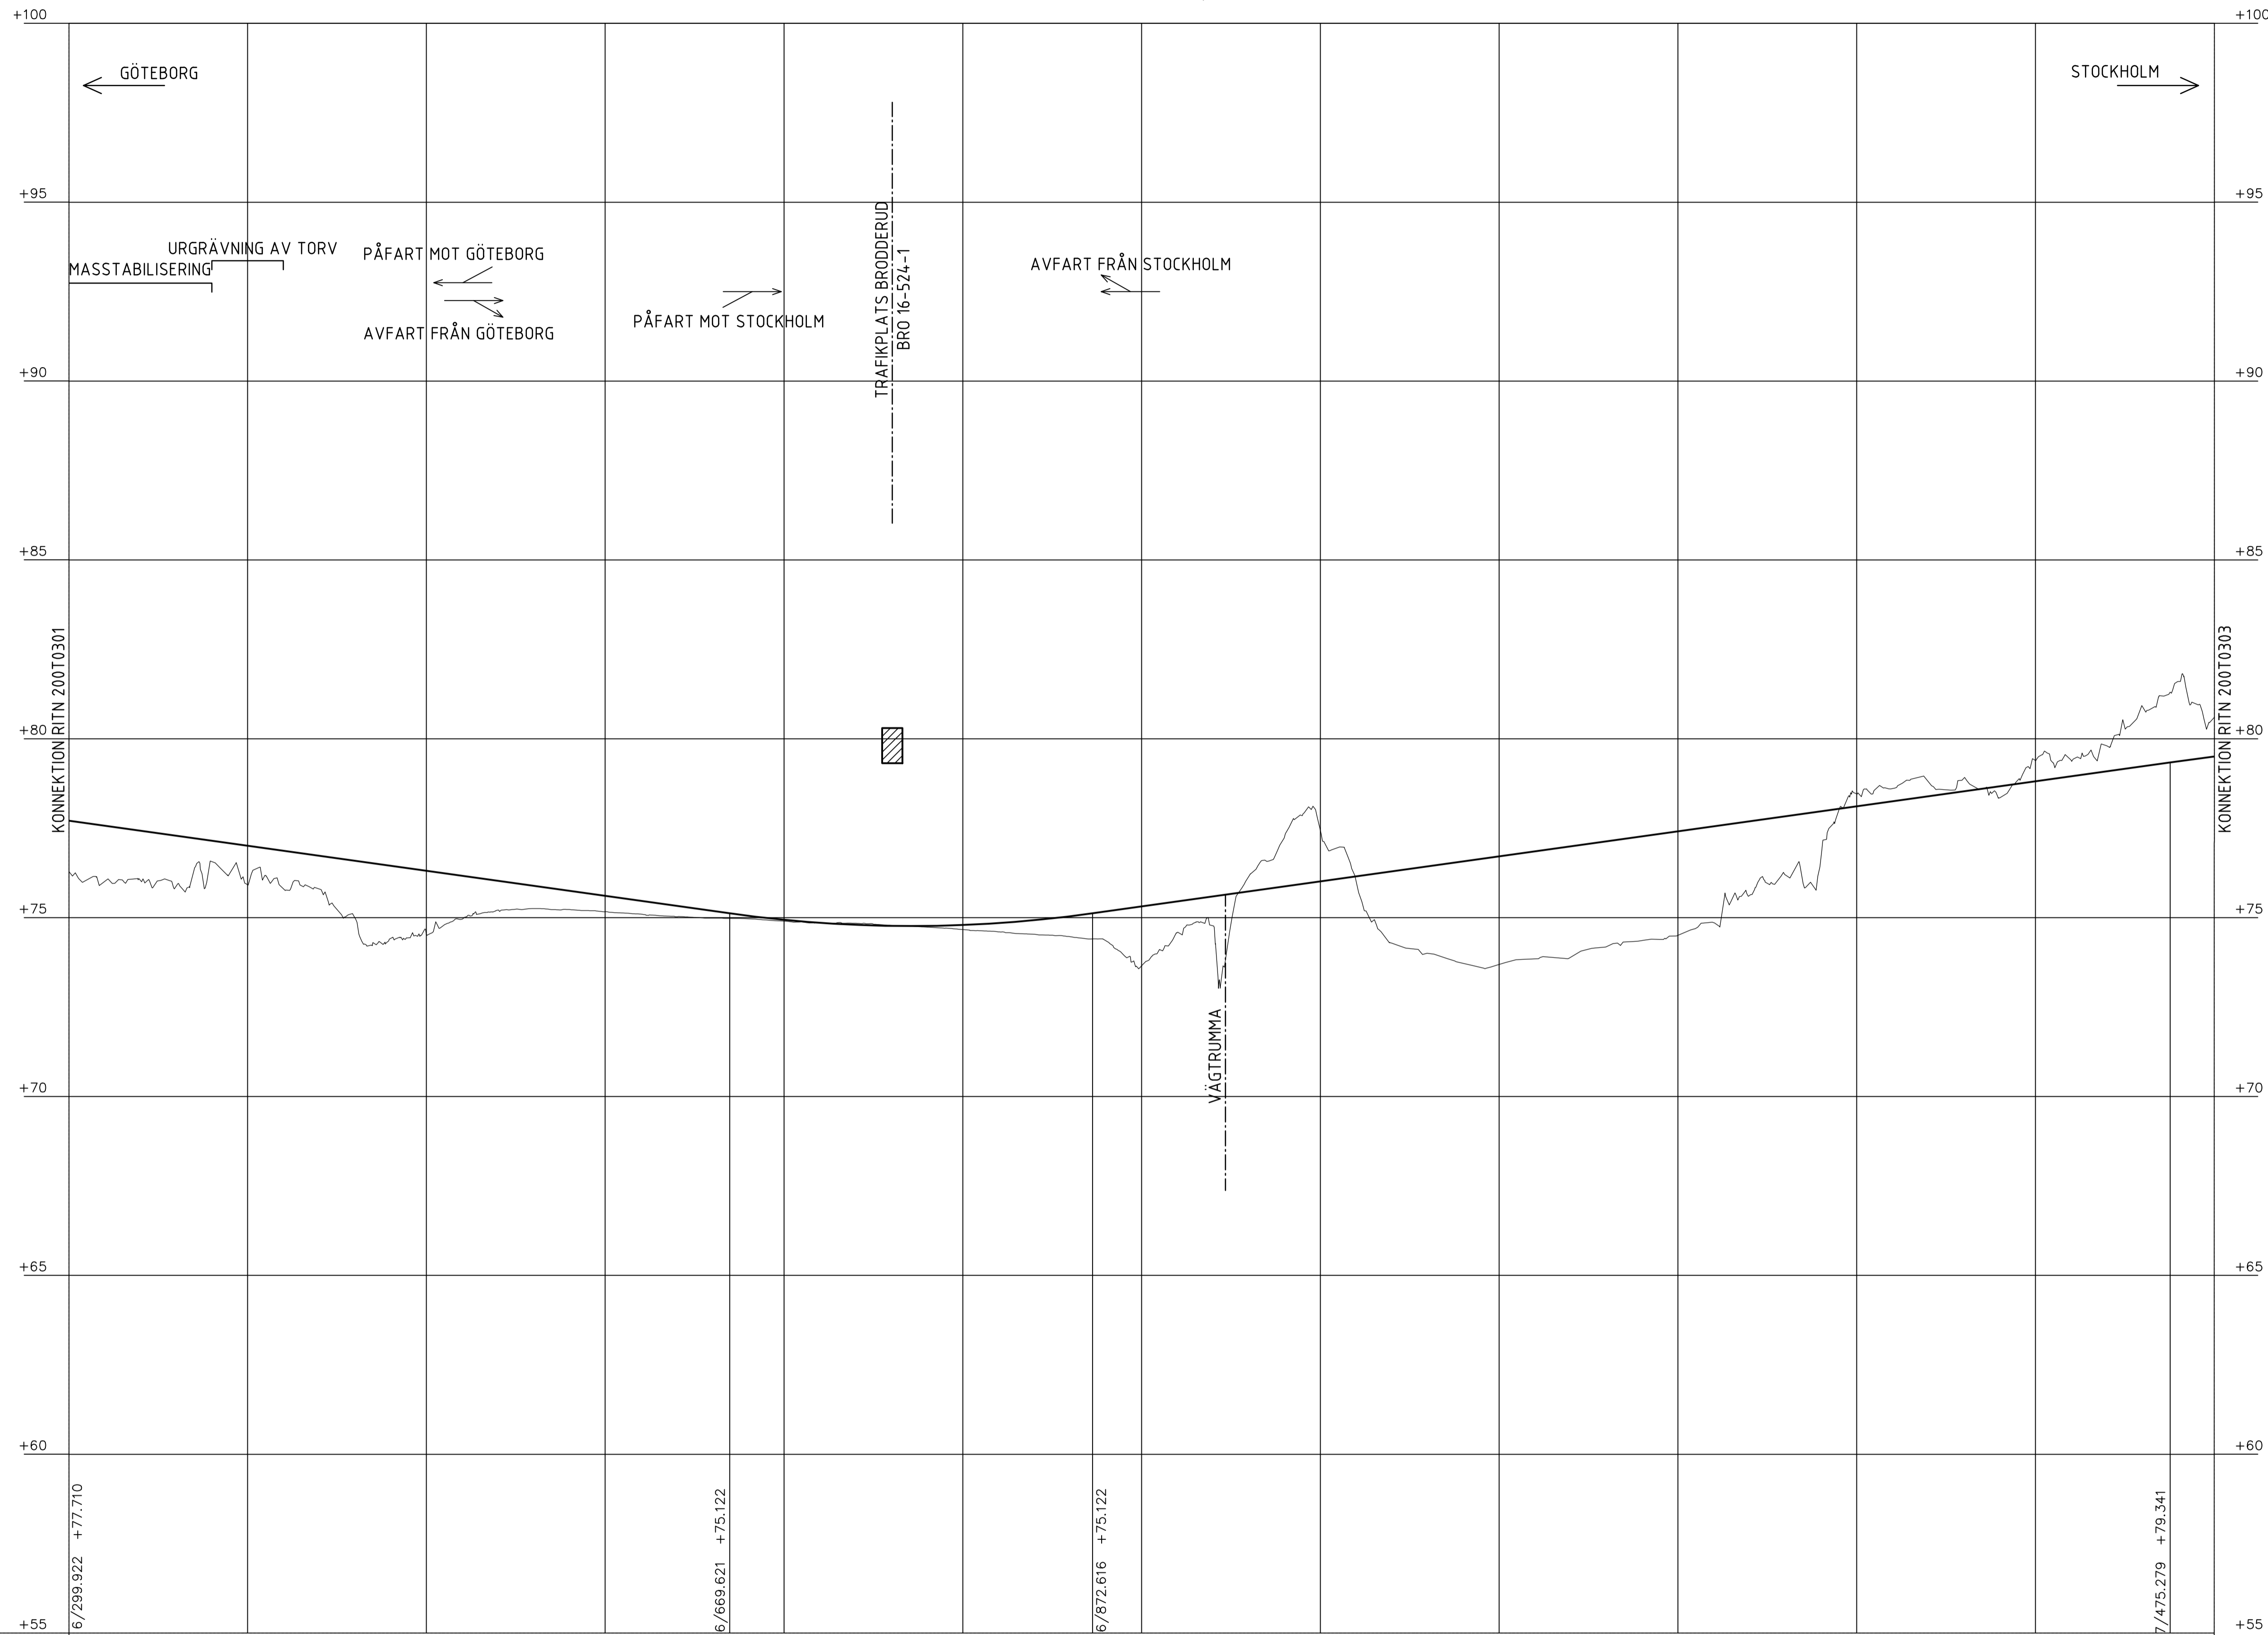 +100 +100
GÖTEBORG STOCKHOLM
+95 +95
URGRÄVNING AV TORV
MASSTABILISERING
PÅFART MOT GÖTEBORG
AVFART FRÅN GÖTEBORG
PÅFART MOT STOCKHOLM
TRAFIKPLATS BRODDERUD
BRO 16-524-1
AVFART FRÅN STOCKHOLM
+90 +90
+85 +85
KONNEKTION RITN 200T0301
KONNEKTION RITN 200T0303
+80 +80
+75 +75
VÄGTRUMMA
+70 +70
+65 +65
+60 +60
6/299.922 +77.710
6/669.621 +75.122
6/872.616 +75.122
7/475.279 +79.341
+55 +55